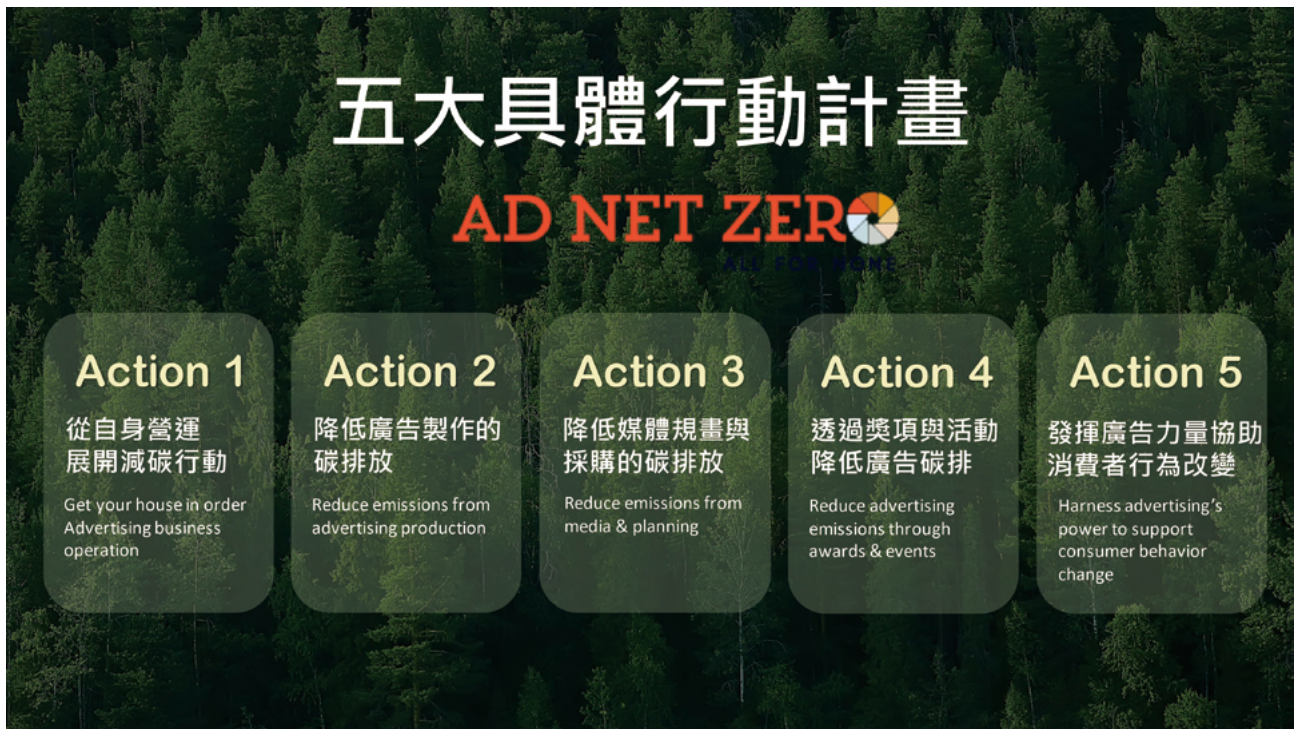 五大具體行動計畫
AD NET ZERO
ALL FOR HOME
Action 1
從自身營運
展開減碳行動
Get your house in order
Advertising business
operation
Action 2
降低廣告製作的
碳排放
Reduce emissions from
advertising production
Action 3
降低媒體規畫與
採購的碳排放
Reduce emissions from
media & planning
Action 4
透過獎項與活動
降低廣告碳排
Reduce advertising
emissions through
awards & events
Action 5
發揮廣告力量協助
消費者行為改變
Harness advertising's
power to support
consumer behavior
change